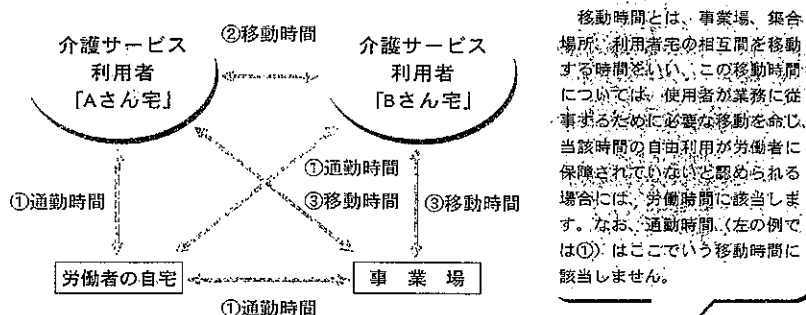 ②移動時間
介護サービス
利用者
「Aさん宅」
介護サービス
利用者
「Bさん宅」
①通勤時間
①通勤時間
③移動時間
③移動時間
労働者の自宅
事 業 場
①通勤時間
移動時間とは、事業場、集合
場所、利用者宅の相互間を移動
する時間をいい、この移動時間
については、使用者が業務に従
事するために必要な移動を命じ、
当該時間の自由利用が労働者に
保障されていないと認められる
場合には、労働時間に該当しま
す。なお、通勤時間（左の例で
は①）はここでいう移動時間に
該当しません。